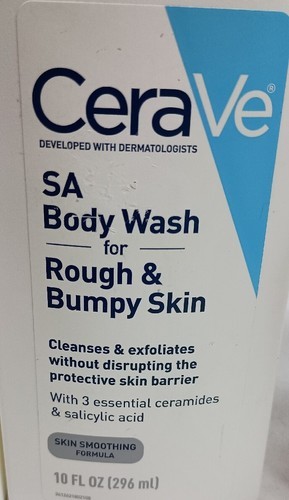 CeraVe®
DEVELOPED WITH DERMATOLOGISTS
SA
Body Wash
for
Rough &
Bumpy Skin
Cleanses & exfoliates
without disrupting the
protective skin barrier
With 3 essential ceramides
& salicylic acid
SKIN SMOOTHING
FORMULA
10 FL OZ (296 ml)